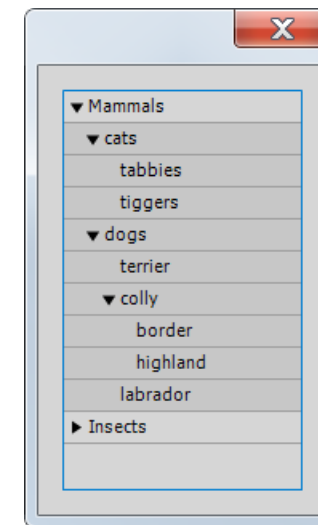 Mammals
cats
tabbies
tiggers
dogs
terrier
colly
border
highland
labrador
Insects